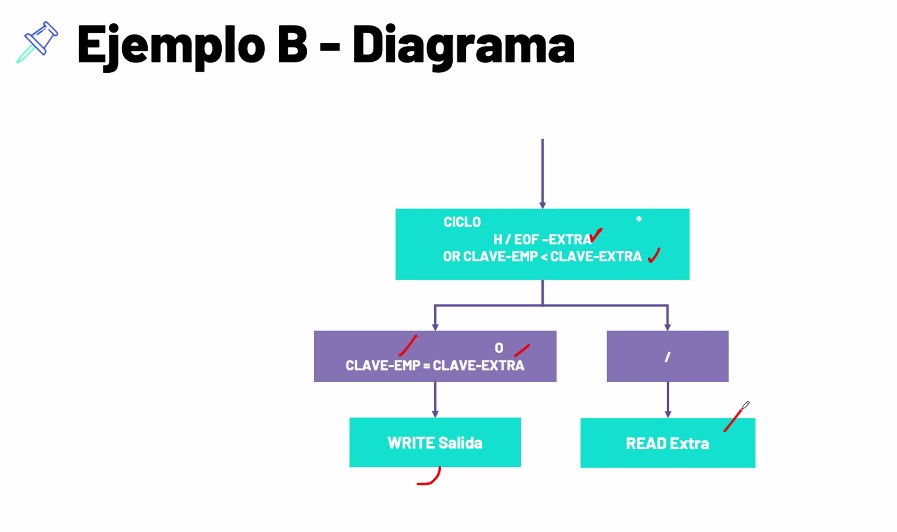 Ejemplo B - Diagrama
CICLO *
H / EOF -EXTRA
OR CLAVE-EMP < CLAVE-EXTRA
O
CLAVE-EMP = CLAVE-EXTRA
/
WRITE Salida
READ Extra